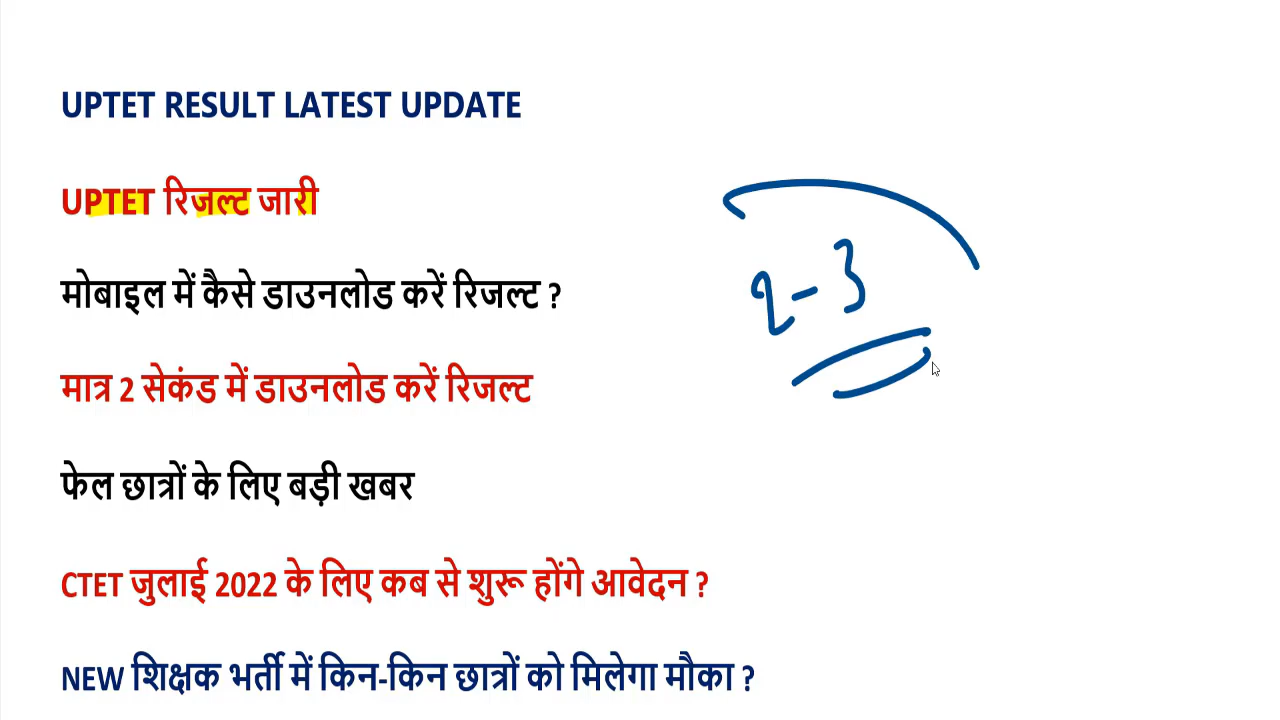 UPTET RESULT LATEST UPDATE
UPTET रिजल्ट जारी
2-3
मोबाइल में कैसे डाउनलोड करें रिजल्ट ?
मात्र 2 सेकंड में डाउनलोड करें रिजल्ट
फेल छात्रों के लिए बड़ी खबर
CTET जुलाई 2022 के लिए कब से शुरू होंगे आवेदन ?
NEW शिक्षक भर्ती में किन-किन छात्रों को मिलेगा मौका ?